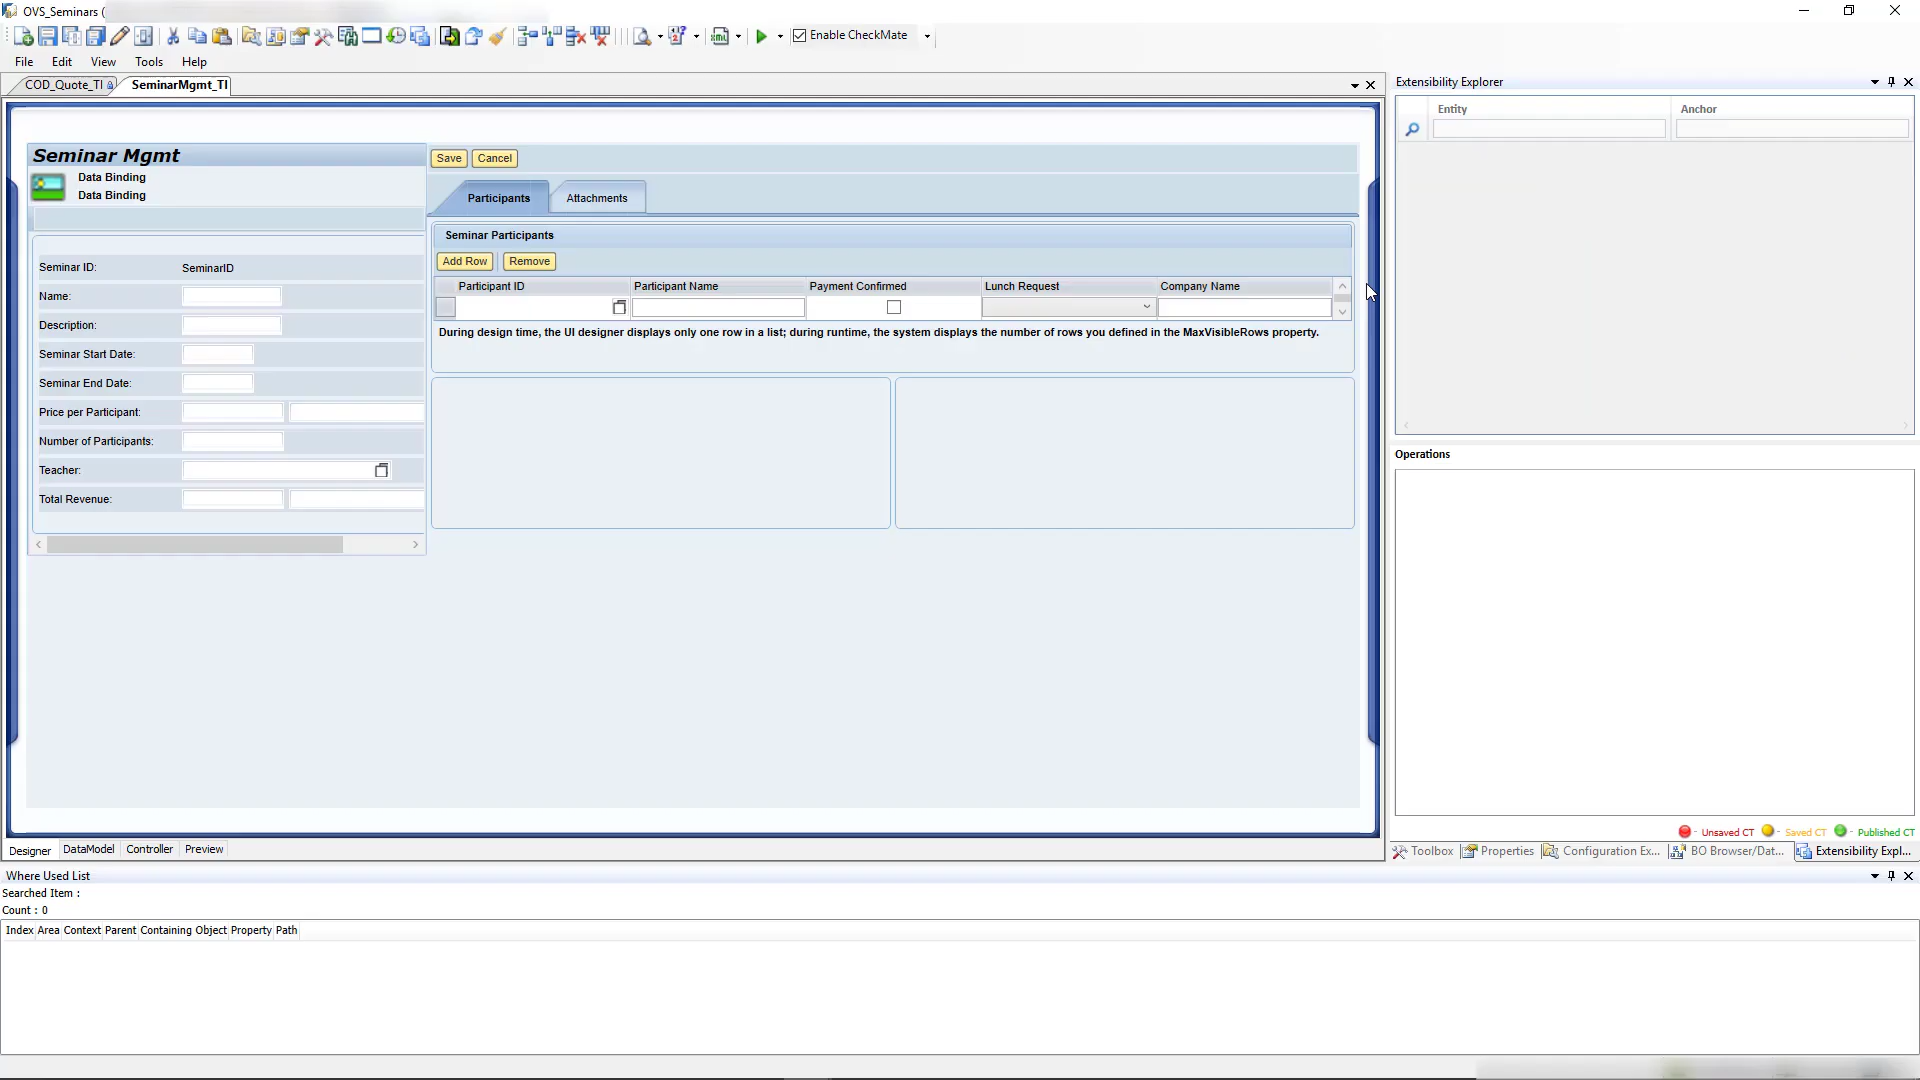 OVS_Seminars (
Enable CheckMate
File Edit View Tools Help
COD_Quote_TI SeminarMgmt_TI
Seminar Mgmt
Data Binding
Data Binding
Seminar ID: SeminarID
Name:
Description:
Seminar Start Date:
Seminar End Date:
Price per Participant:
Number of Participants:
Teacher:
Total Revenue:
Save Cancel
Participants Attachments
Seminar Participants
Add Row Remove
Participant ID Participant Name Payment Confirmed Lunch Request Company Name
During design time, the UI designer displays only one row in a list; during runtime, the system displays the number of rows you defined in the MaxVisibleRows property.
Designer DataModel Controller Preview
Extensibility Explorer
Entity Anchor
Operations
- Unsaved CT - Saved CT - Published CT
Toolbox Properties Configuration Ex... BO Browser/Dat... Extensibility Expl...
Where Used List
Searched Item :
Count : 0
Index Area Context Parent Containing Object Property Path